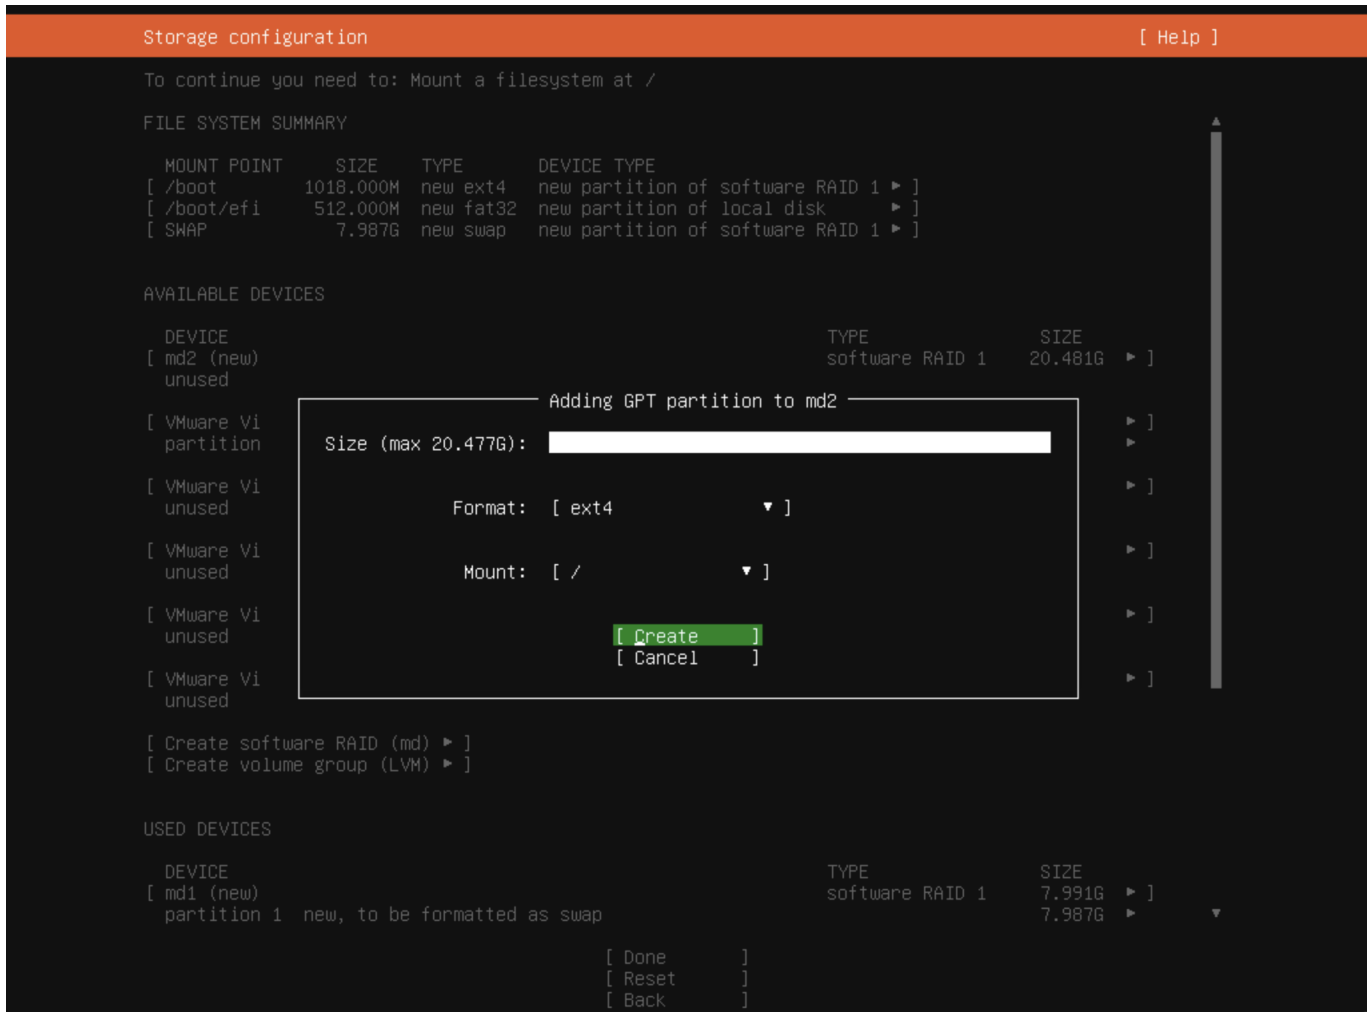 Storage configuration [ Help ]
To continue you need to: Mount a filesystem at /
FILE SYSTEM SUMMARY
MOUNT POINT SIZE TYPE DEVICE TYPE
[ /boot 1018.000M new ext4 new partition of software RAID 1 ▸ ]
[ /boot/efi 512.000M new fat32 new partition of local disk ▸ ]
[ SWAP 7.987G new swap new partition of software RAID 1 ▸ ]
AVAILABLE DEVICES
DEVICE TYPE SIZE
[ md2 (new) software RAID 1 20.481G ▸ ]
unused
Adding GPT partition to md2
[ VMware Vi ▸ ]
partition ▸
Size (max 20.477G):
[ VMware Vi ▸ ]
unused
Format: [ ext4 ▾ ]
[ VMware Vi ▸ ]
unused
Mount: [ / ▾ ]
[ VMware Vi ▸ ]
unused
[ Create ]
[ Cancel ]
[ VMware Vi ▸ ]
unused
[ Create software RAID (md) ▸ ]
[ Create volume group (LVM) ▸ ]
USED DEVICES
DEVICE TYPE SIZE
[ md1 (new) software RAID 1 7.991G ▸ ]
partition 1 new, to be formatted as swap 7.987G ▸
[ Done ]
[ Reset ]
[ Back ]